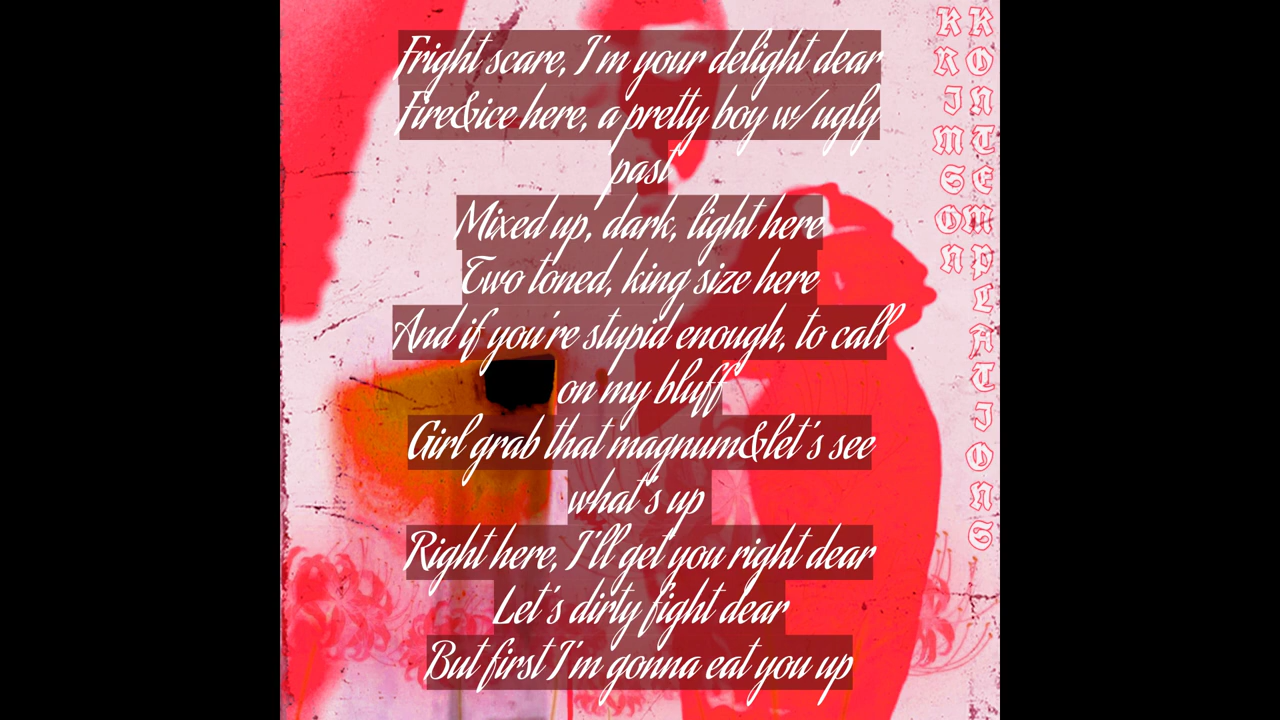 Fright scare, I'm your delight dear
Fire&ice here, a pretty boy w/ugly
past
Mixed up, dark, light here
Two toned, king size here
And if you're stupid enough, to call
on my bluff
Girl grab that magnum&let's see
what's up
Right here, I'll get you right dear
Let's dirty fight dear
But first I'm gonna eat you up
KRIMSON
KONTEMPLATIONS